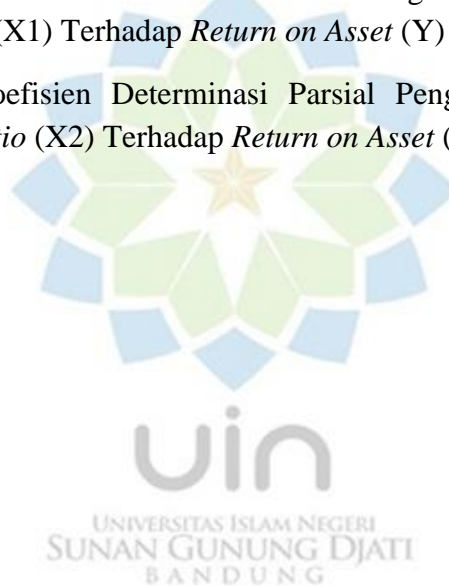 (X1) Terhadap Return on Asset (Y)
oefisien Determinasi Parsial Peng
tio (X2) Terhadap Return on Asset (
uin
UNIVERSITAS ISLAM NEGERI
SUNAN GUNUNG DJATI
BANDUNG